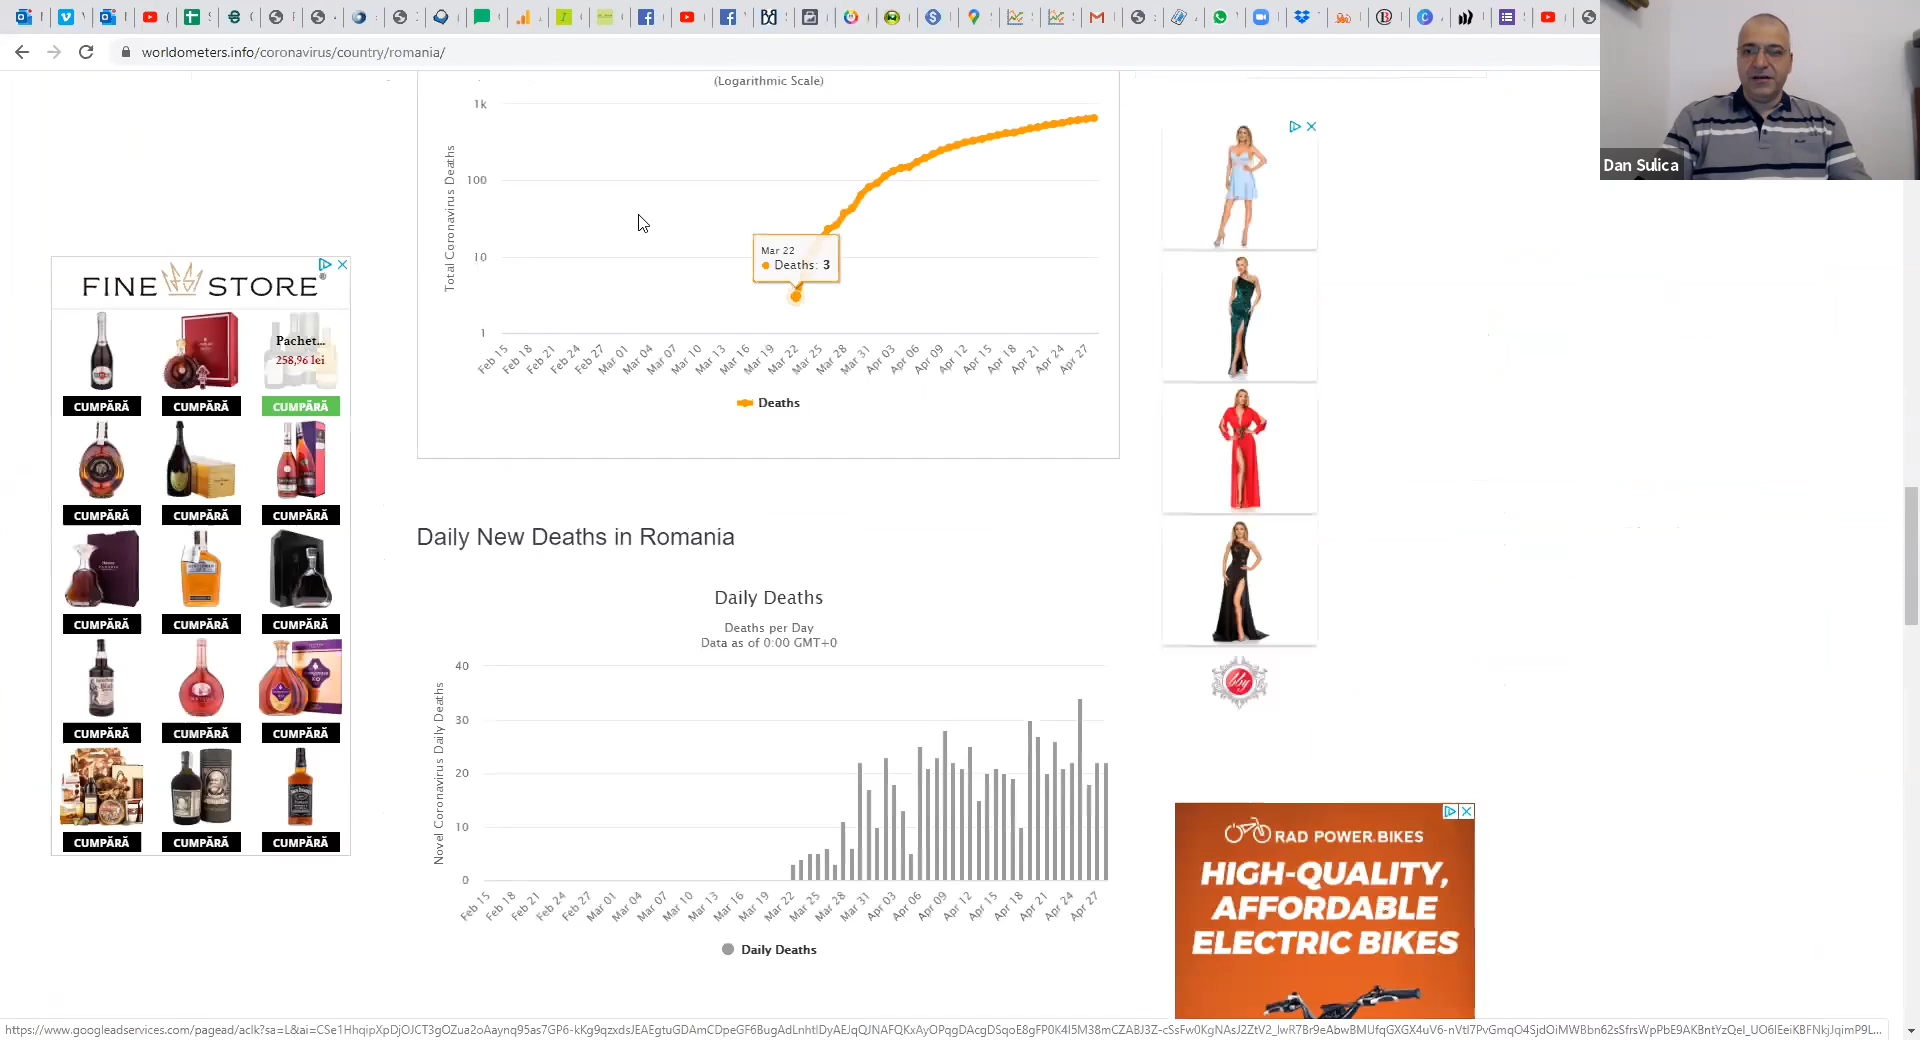 worldometers.info/coronavirus/country/romania/
Dan Sulica
(Logarithmic Scale)
Total Coronavirus Deaths
1k
100
10
1
Mar 22
Deaths: 3
Feb 15 Feb 18 Feb 21 Feb 24 Feb 27 Mar 01 Mar 04 Mar 07 Mar 10 Mar 13 Mar 16 Mar 19 Mar 22 Mar 25 Mar 28 Mar 31 Apr 03 Apr 06 Apr 09 Apr 12 Apr 15 Apr 18 Apr 21 Apr 24 Apr 27
Deaths
FINE STORE
Pachet...
258,96 lei
CUMPĂRĂ CUMPĂRĂ CUMPĂRĂ
CUMPĂRĂ CUMPĂRĂ CUMPĂRĂ
CUMPĂRĂ CUMPĂRĂ CUMPĂRĂ
CUMPĂRĂ CUMPĂRĂ CUMPĂRĂ
CUMPĂRĂ CUMPĂRĂ CUMPĂRĂ
Daily New Deaths in Romania
Daily Deaths
Deaths per Day
Data as of 0:00 GMT+0
Novel Coronavirus Daily Deaths
40
30
20
10
0
Feb 15 Feb 18 Feb 21 Feb 24 Feb 27 Mar 01 Mar 04 Mar 07 Mar 10 Mar 13 Mar 16 Mar 19 Mar 22 Mar 25 Mar 28 Mar 31 Apr 03 Apr 06 Apr 09 Apr 12 Apr 15 Apr 18 Apr 21 Apr 24 Apr 27
Daily Deaths
bby
RAD POWER BIKES
HIGH-QUALITY,
AFFORDABLE
ELECTRIC BIKES